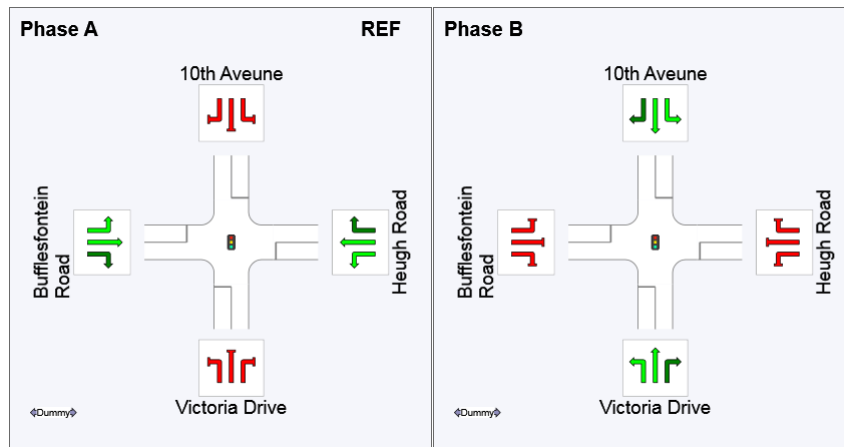 Phase A
REF
10th Aveune
Bufflesfontein
Road
Heugh Road
Victoria Drive
Dummy
Phase B
10th Aveune
Bufflesfontein
Road
Heugh Road
Victoria Drive
Dummy